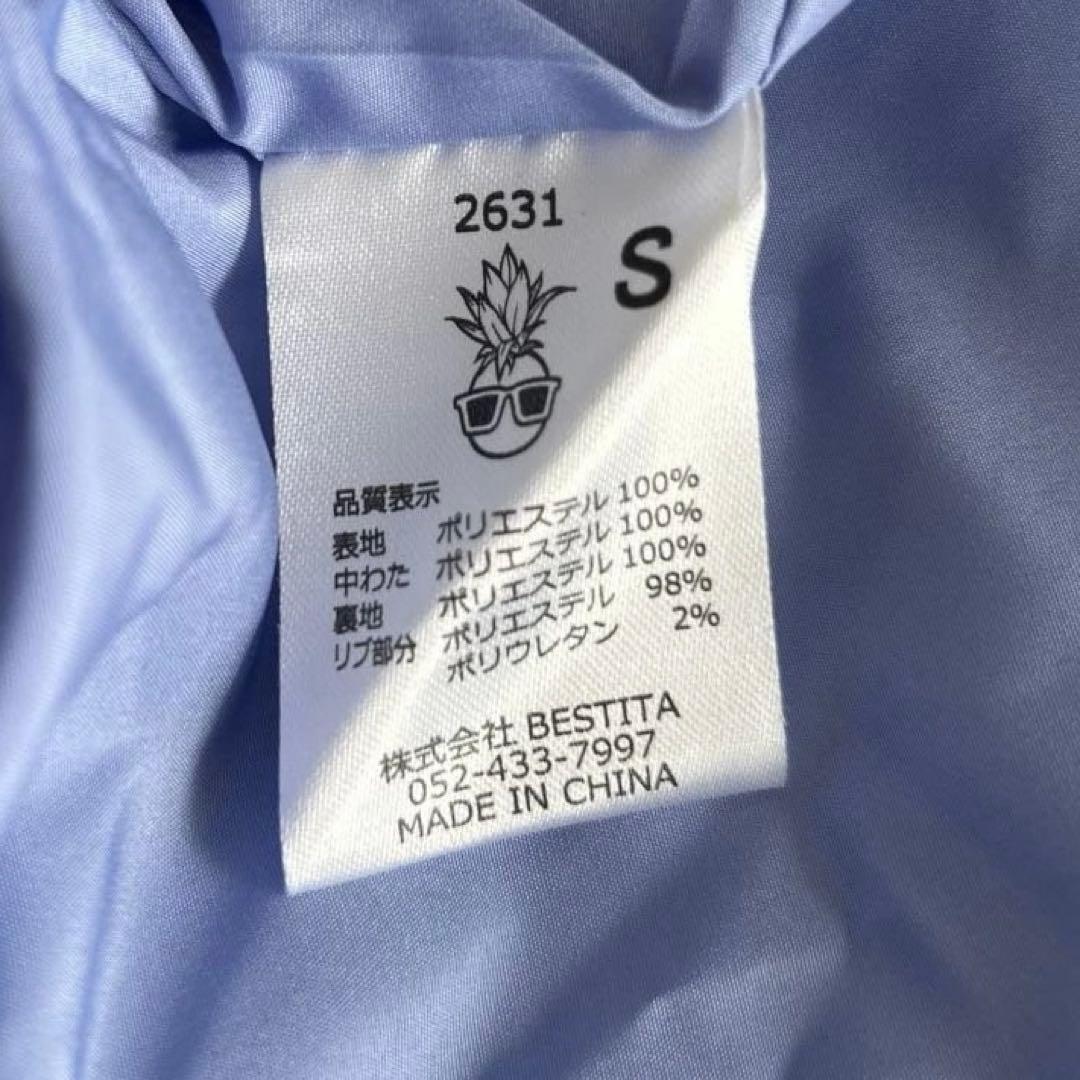 2631
S
品質表示
表地 ポリエステル 100%
中わた ポリエステル 100%
裏地 ポリエステル 100%
リブ部分 ポリエステル 98%
ポリウレタン 2%
株式会社 BESTITA
052-433-7997
MADE IN CHINA